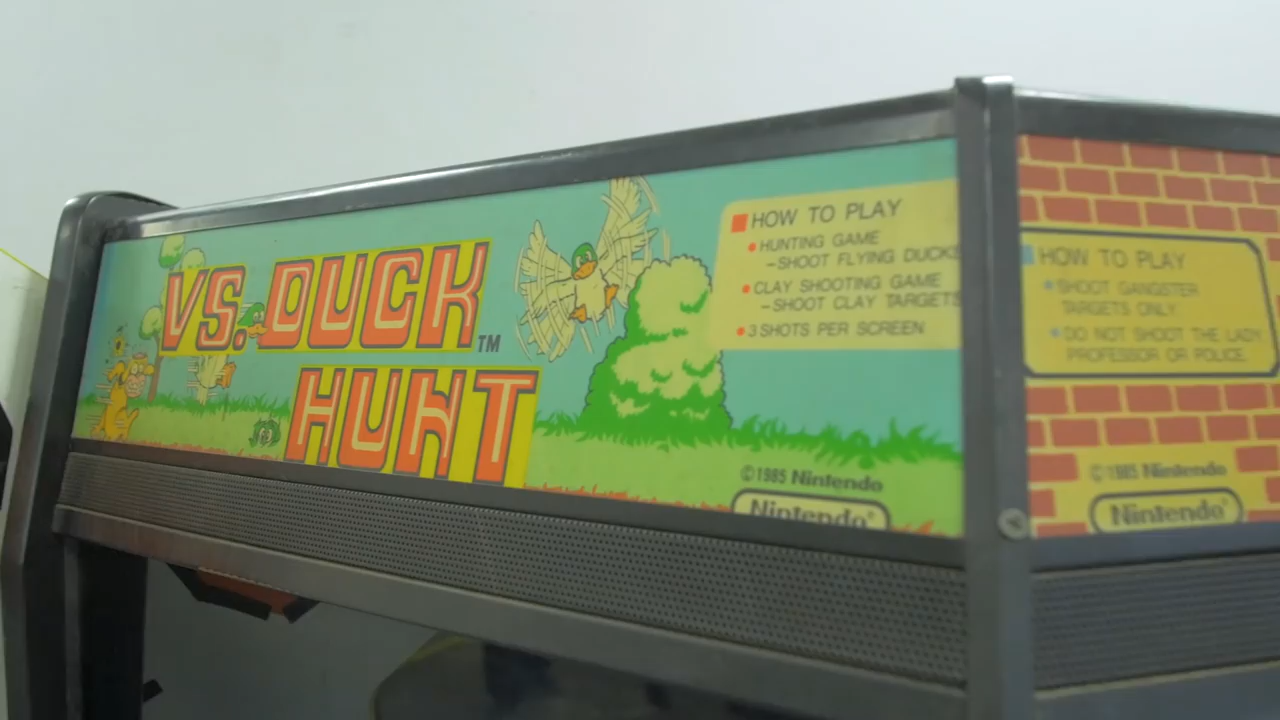 VS. DUCK
TM
HUNT
HOW TO PLAY
HUNTING GAME
–SHOOT FLYING DUCKS
CLAY SHOOTING GAME
–SHOOT CLAY TARGETS
3 SHOTS PER SCREEN
©1985 Nintendo
Nintendo®
HOW TO PLAY
SHOOT GANGSTER
TARGETS ONLY.
DO NOT SHOOT THE LADY
PROFESSOR OR POLICE.
©1985 Nintendo
Nintendo®